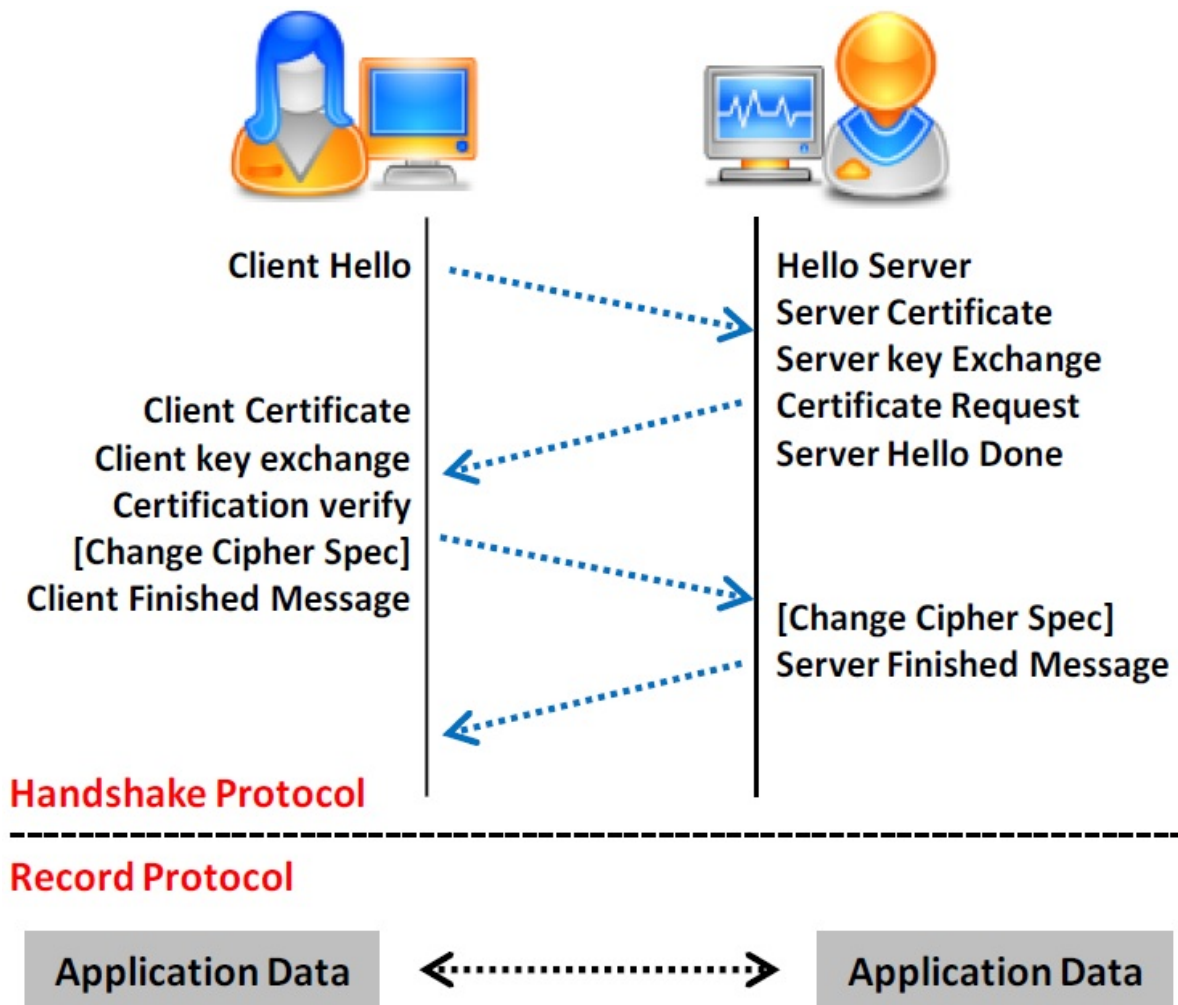 Client Hello
Hello Server
Server Certificate
Server key Exchange
Certificate Request
Server Hello Done
Client Certificate
Client key exchange
Certification verify
[Change Cipher Spec]
Client Finished Message
[Change Cipher Spec]
Server Finished Message
Handshake Protocol
Record Protocol
Application Data
Application Data